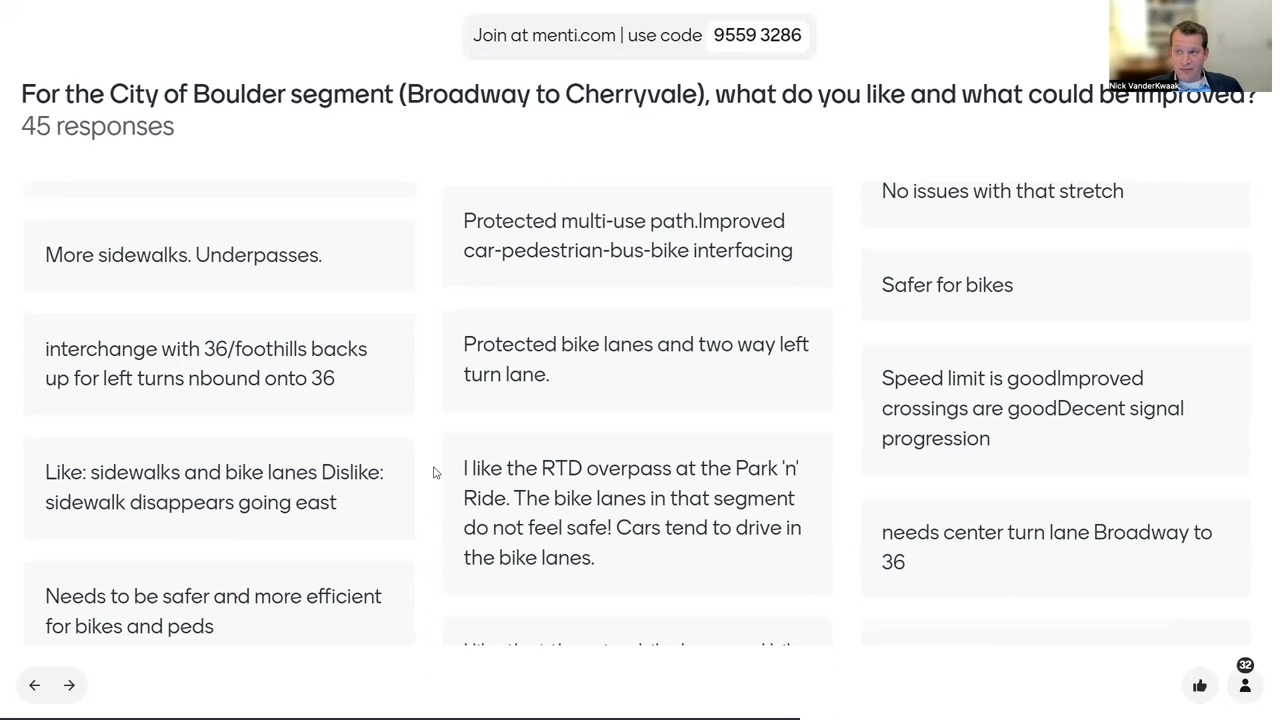 Join at menti.com | use code 9559 3286
Nick VanderKwaak
For the City of Boulder segment (Broadway to Cherryvale), what do you like and what could be improved?
45 responses
More sidewalks. Underpasses.
interchange with 36/foothills backs
up for left turns nbound onto 36
Like: sidewalks and bike lanes Dislike:
sidewalk disappears going east
Needs to be safer and more efficient
for bikes and peds
Protected multi-use path.Improved
car-pedestrian-bus-bike interfacing
Protected bike lanes and two way left
turn lane.
I like the RTD overpass at the Park 'n'
Ride. The bike lanes in that segment
do not feel safe! Cars tend to drive in
the bike lanes.
No issues with that stretch
Safer for bikes
Speed limit is goodImproved
crossings are goodDecent signal
progression
needs center turn lane Broadway to
36
32